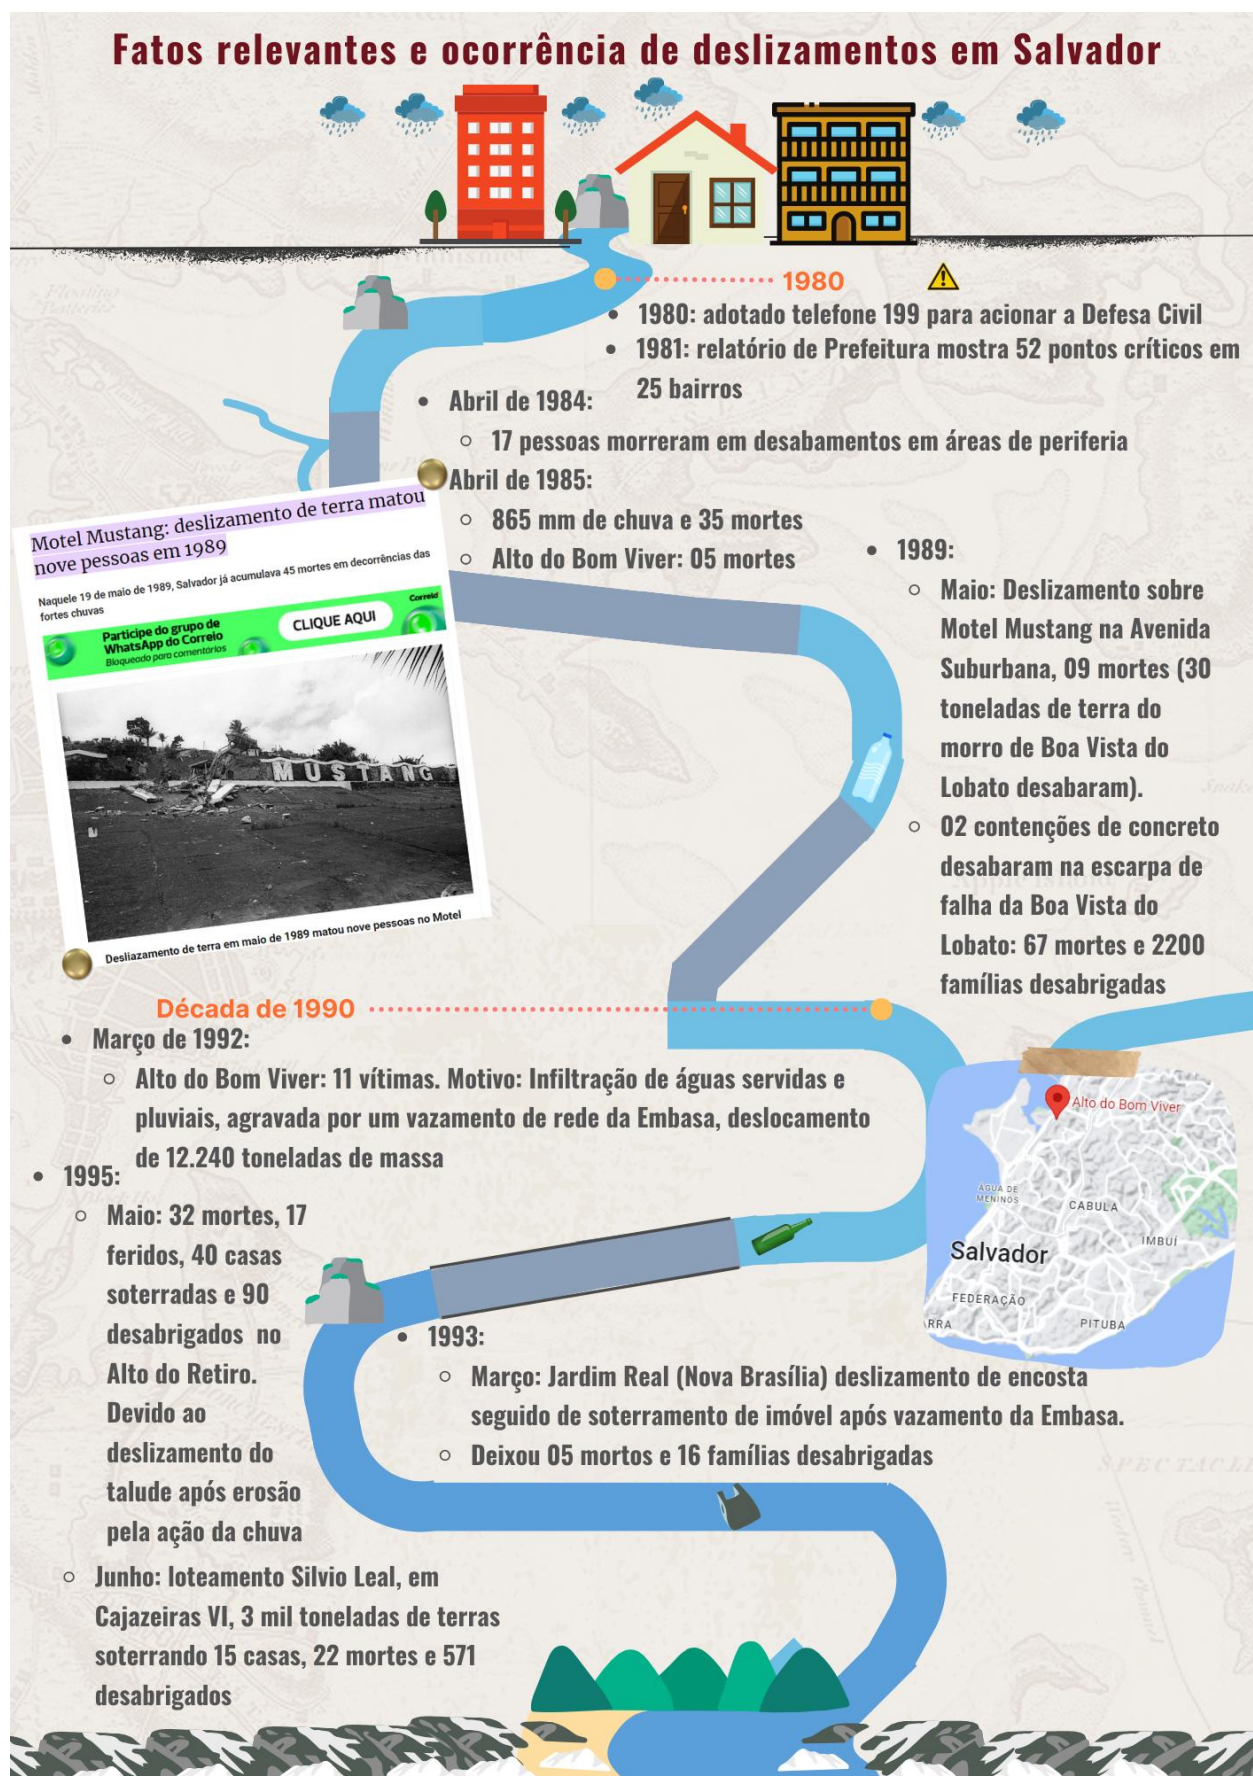 Fatos relevantes e ocorrência de deslizamentos em Salvador
1980
• 1980: adotado telefone 199 para acionar a Defesa Civil
• 1981: relatório de Prefeitura mostra 52 pontos críticos em
25 bairros
• Abril de 1984:
○ 17 pessoas morreram em desabamentos em áreas de periferia
Abril de 1985:
○ 865 mm de chuva e 35 mortes
○ Alto do Bom Viver: 05 mortes
Motel Mustang: deslizamento de terra matou
nove pessoas em 1989
Naquele 19 de maio de 1989, Salvador já acumulava 45 mortes em decorrências das
fortes chuvas
Participe do grupo de
WhatsApp do Correio
Bloqueado para comentários
CLIQUE AQUI
Correio
MUSTANG
Desliazamento de terra em maio de 1989 matou nove pessoas no Motel
• 1989:
○ Maio: Deslizamento sobre
Motel Mustang na Avenida
Suburbana, 09 mortes (30
toneladas de terra do
morro de Boa Vista do
Lobato desabaram).
○ 02 contenções de concreto
desabaram na escarpa de
falha da Boa Vista do
Lobato: 67 mortes e 2200
famílias desabrigadas
Década de 1990
• Março de 1992:
○ Alto do Bom Viver: 11 vítimas. Motivo: Infiltração de águas servidas e
pluviais, agravada por um vazamento de rede da Embasa, deslocamento
de 12.240 toneladas de massa
Alto do Bom Viver
AGUA DE
MENINOS
CABULA
IMBUÍ
Salvador
FEDERAÇÃO
RRA
PITUBA
• 1993:
○ Março: Jardim Real (Nova Brasília) deslizamento de encosta
seguido de soterramento de imóvel após vazamento da Embasa.
○ Deixou 05 mortos e 16 famílias desabrigadas
• 1995:
○ Maio: 32 mortes, 17
feridos, 40 casas
soterradas e 90
desabrigados no
Alto do Retiro.
Devido ao
deslizamento do
talude após erosão
pela ação da chuva
○ Junho: loteamento Silvio Leal, em
Cajazeiras VI, 3 mil toneladas de terras
soterrando 15 casas, 22 mortes e 571
desabrigados